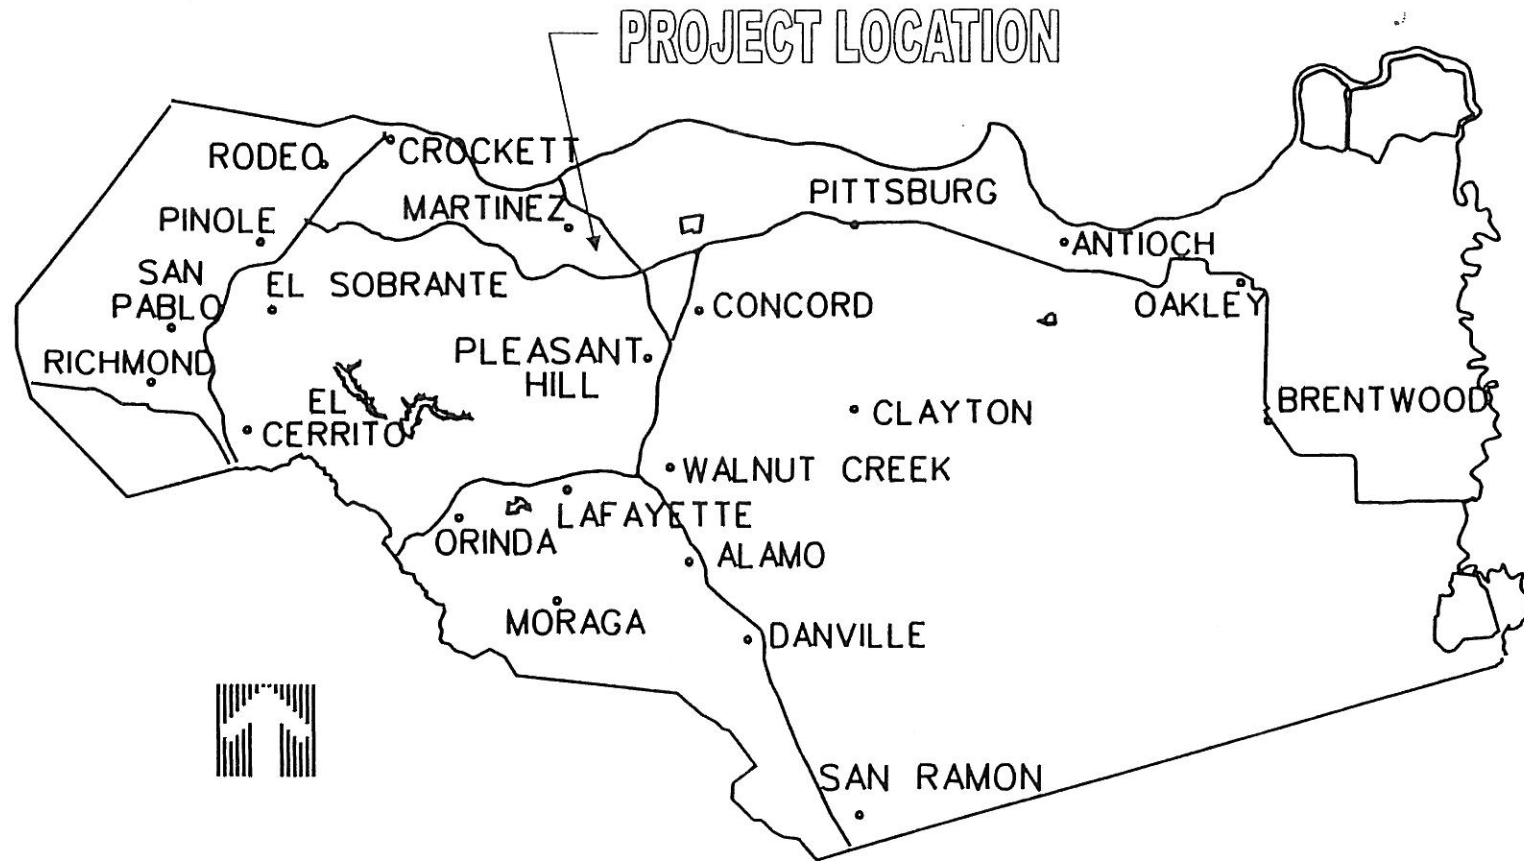 PROJECT LOCATION
RODEO
CROCKETT
MARTINEZ
PITTSBURG
PINOLE
ANTIOCH
SAN
PABLO
EL SOBRANTE
CONCORD
OAKLEY
RICHMOND
PLEASANT
HILL
EL
CERRITO
CLAYTON
BRENTWOOD
WALNUT CREEK
LAFAYETTE
ORINDA
ALAMO
MORAGA
DANVILLE
SAN RAMON